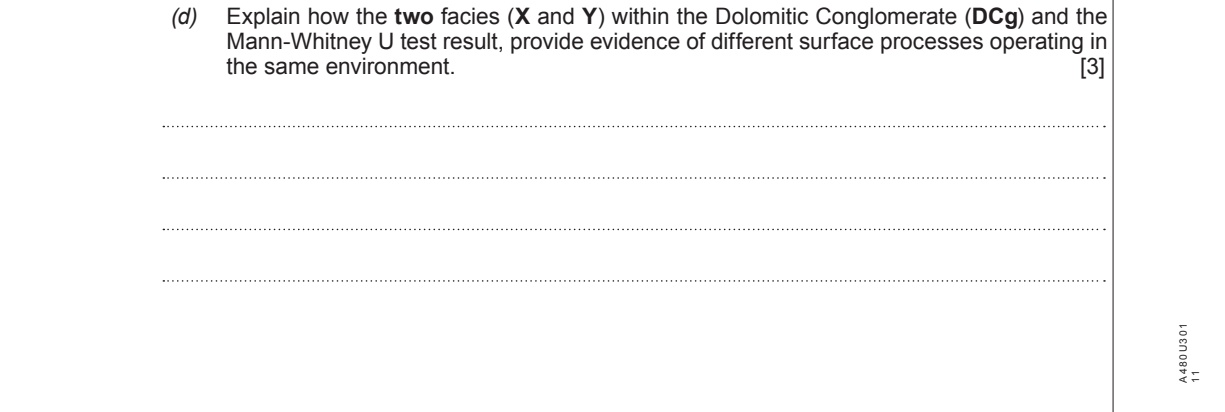 (d) Explain how the two facies (X and Y) within the Dolomitic Conglomerate (DCg) and the
Mann-Whitney U test result, provide evidence of different surface processes operating in
the same environment. [3]
A480U301
11